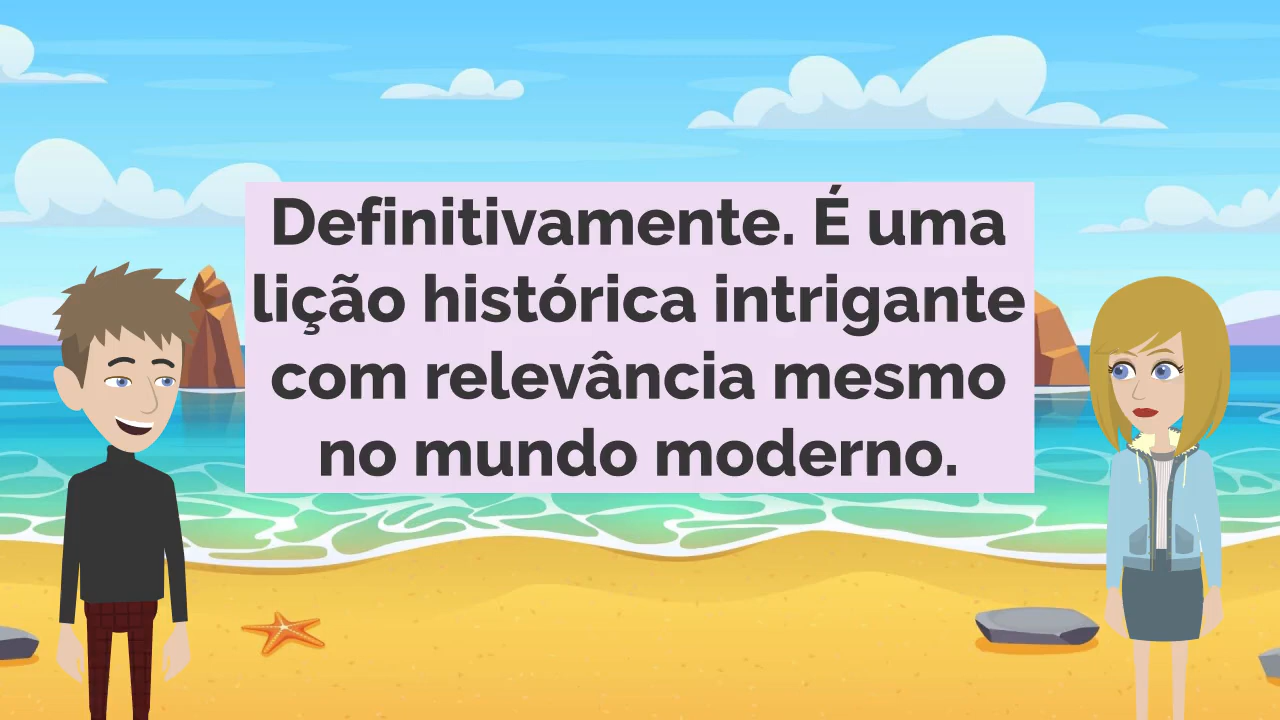 Definitivamente. É uma
lição histórica intrigante
com relevância mesmo
no mundo moderno.